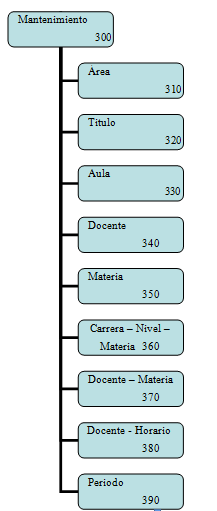 Mantenimiento
300
Área
310
Titulo
320
Aula
330
Docente
340
Materia
350
Carrera – Nivel –
Materia 360
Docente – Materia
370
Docente - Horario
380
Periodo
390